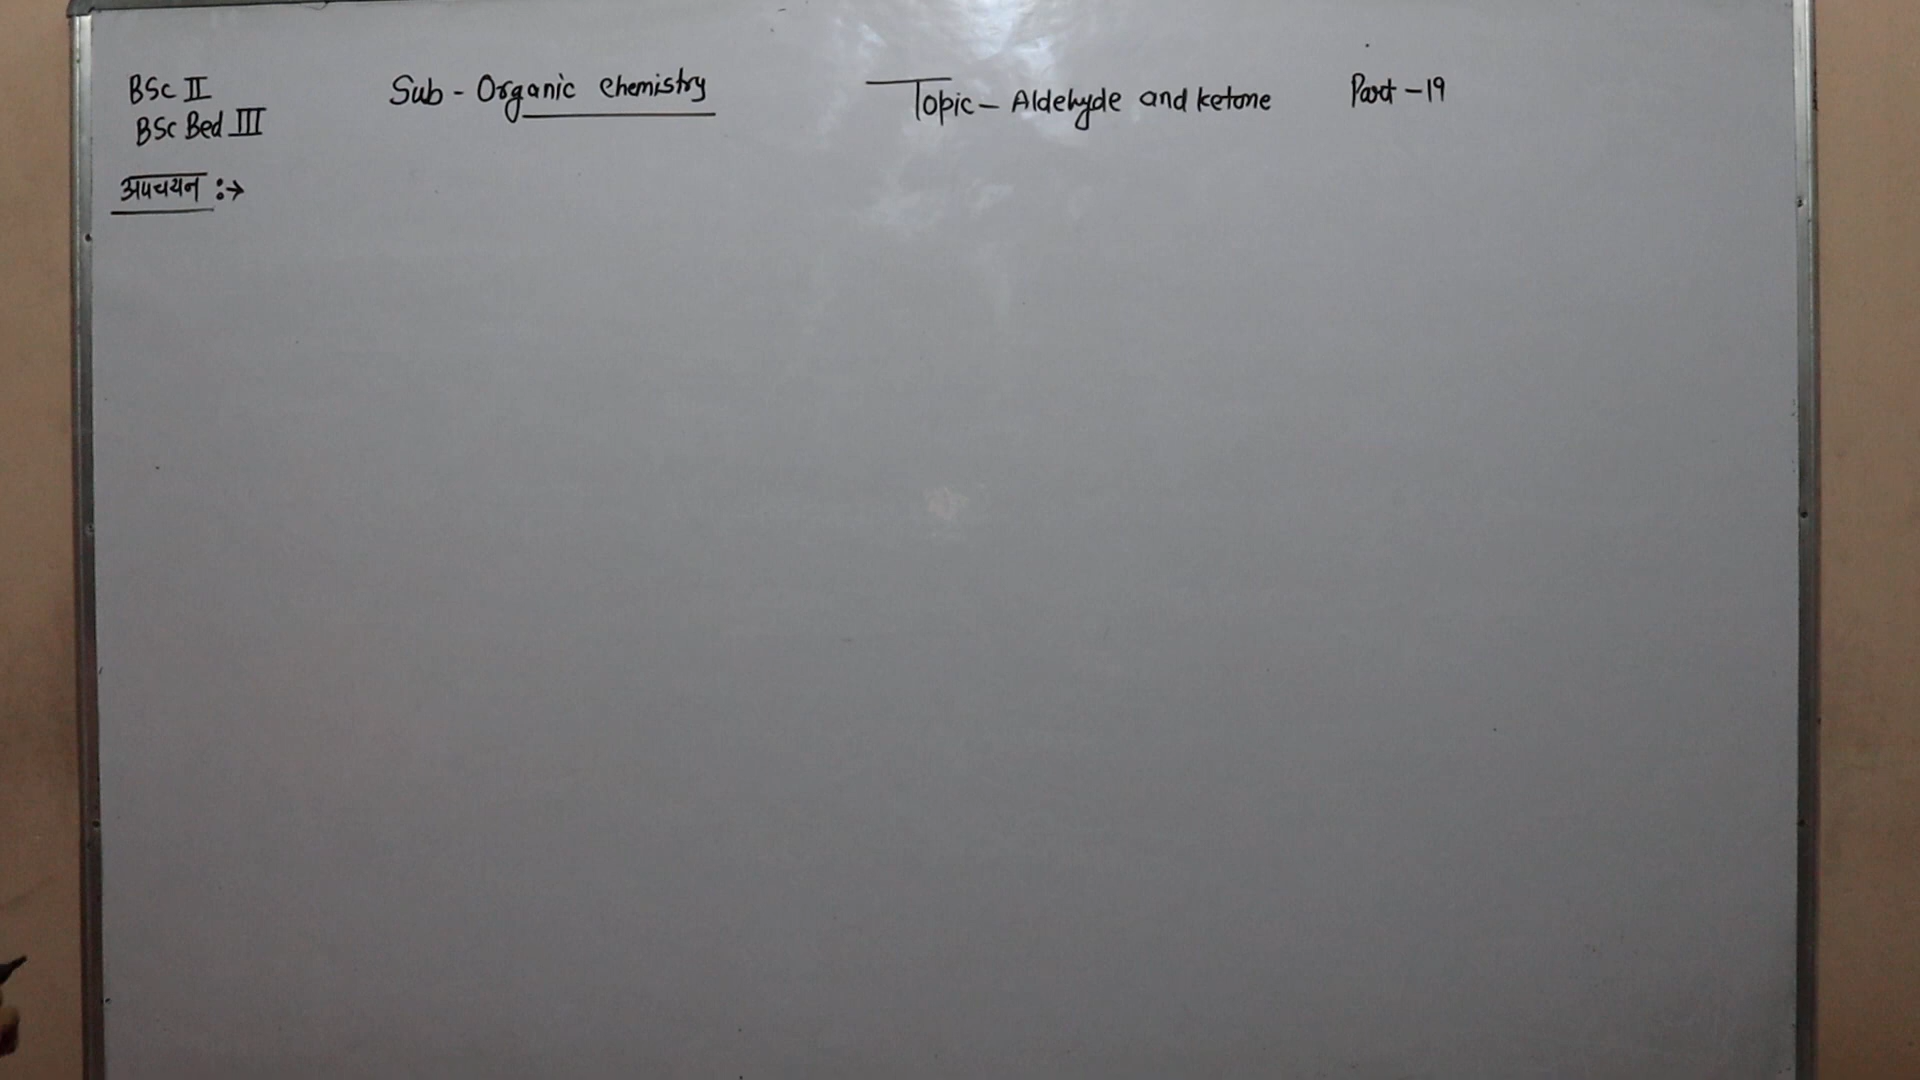 BSc II Sub - Organic chemistry Topic - Aldehyde and ketone Part - 19
BSc Bed III
अपचयन :→